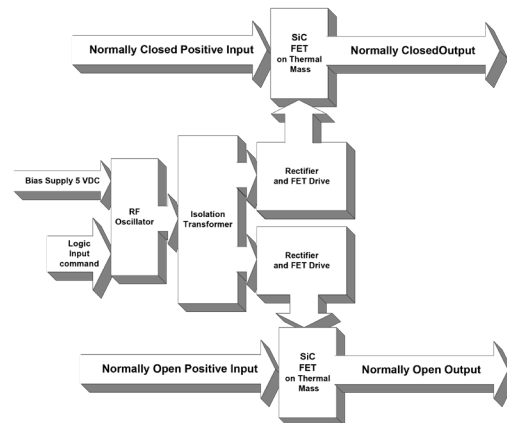 Normally Closed Positive Input
SiC
FET
on Thermal
Mass
Normally ClosedOutput
Bias Supply 5 VDC
RF
Oscillator
Isolation
Transformer
Rectifier
and FET Drive
Logic
Input
command
Rectifier
and FET Drive
Normally Open Positive Input
SiC
FET
on Thermal
Mass
Normally Open Output